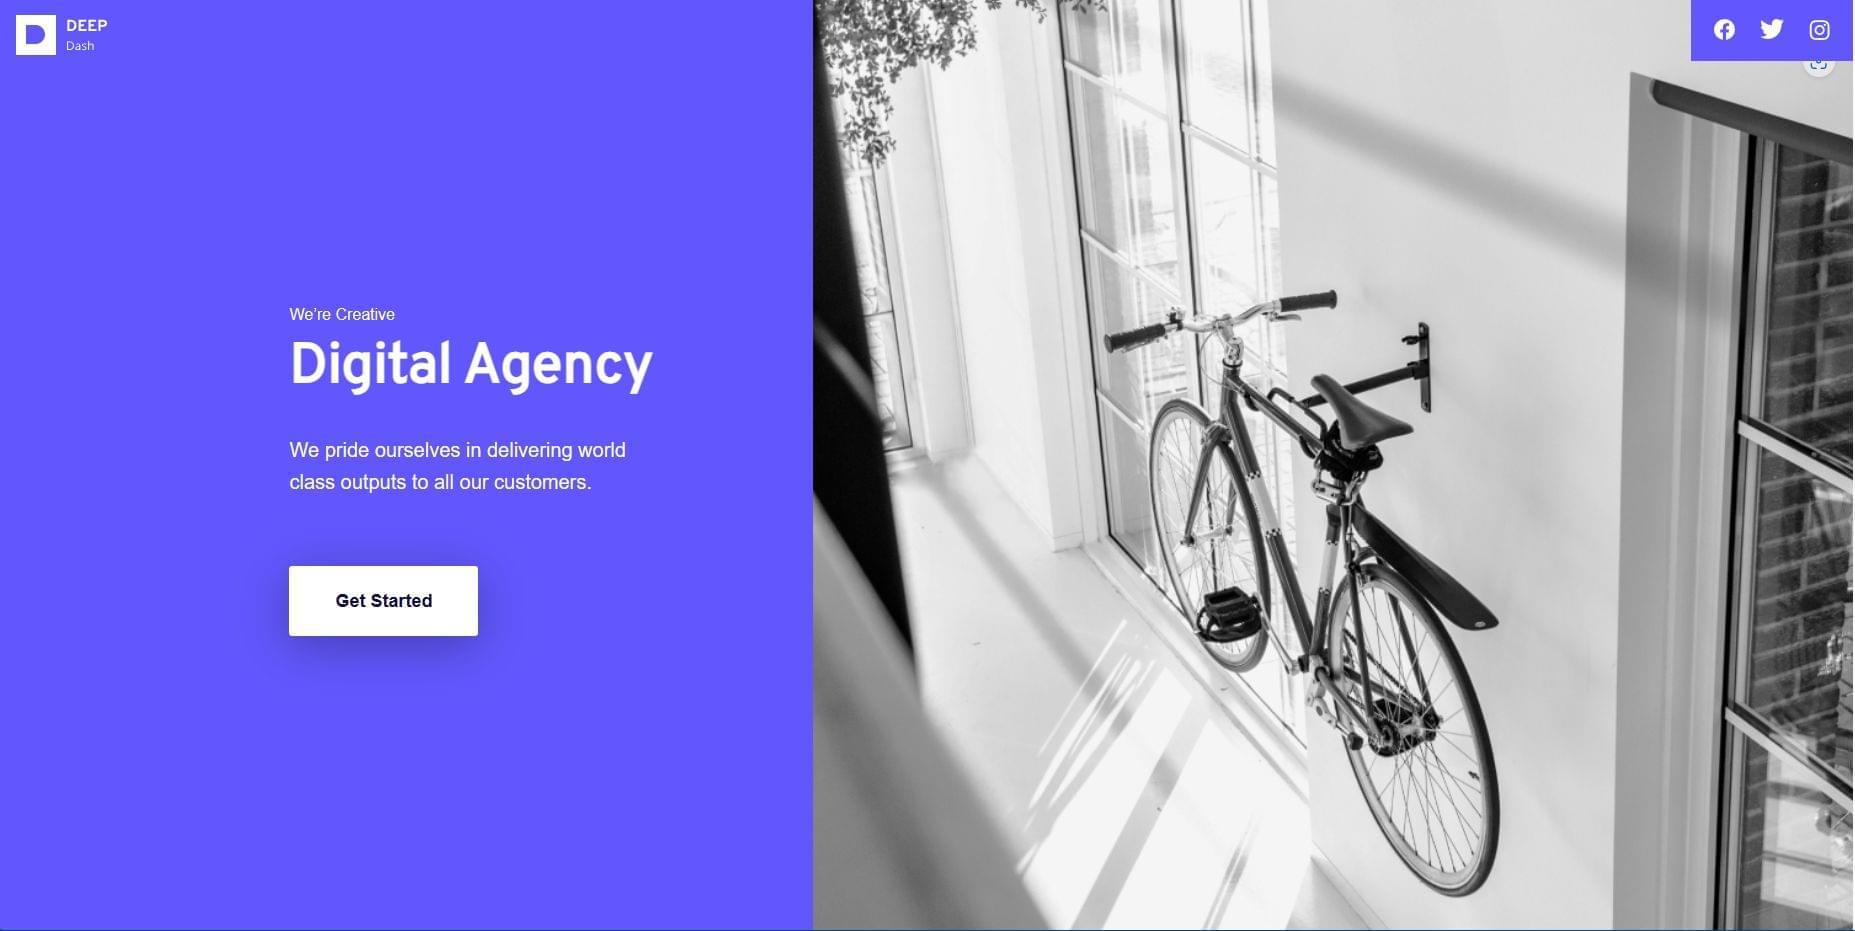 DEEP
Dash
We're Creative
Digital Agency
We pride ourselves in delivering world
class outputs to all our customers.
Get Started